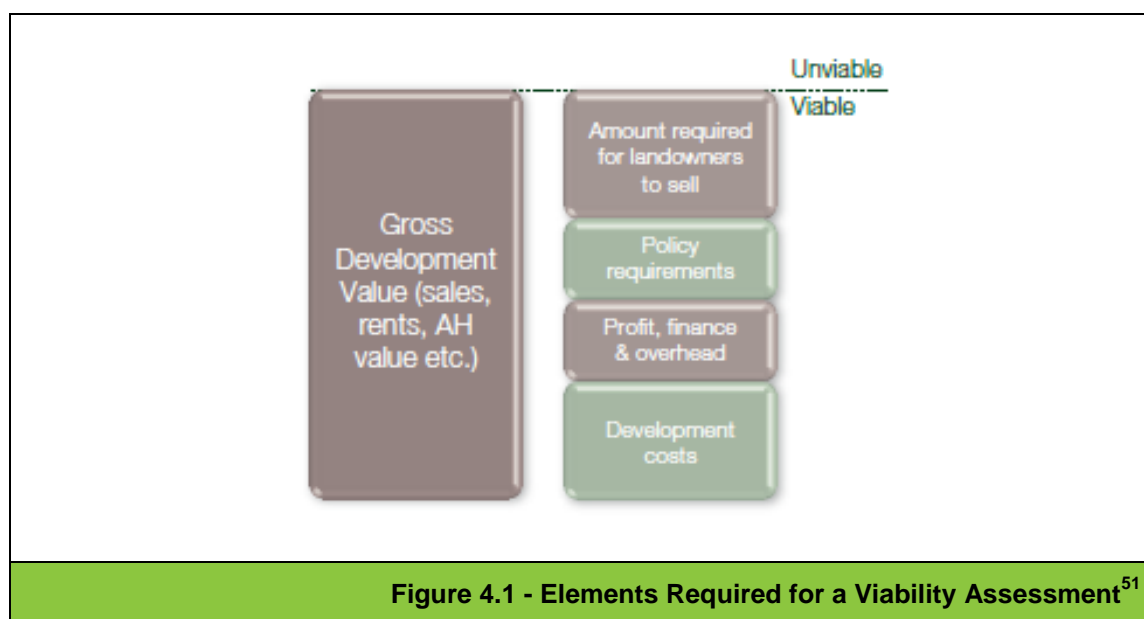 Unviable
Viable
Gross
Development
Value (sales,
rents, AH
value etc.)
Amount required
for landowners
to sell
Policy
requirements
Profit, finance
& overhead
Development
costs
Figure 4.1 - Elements Required for a Viability Assessment51